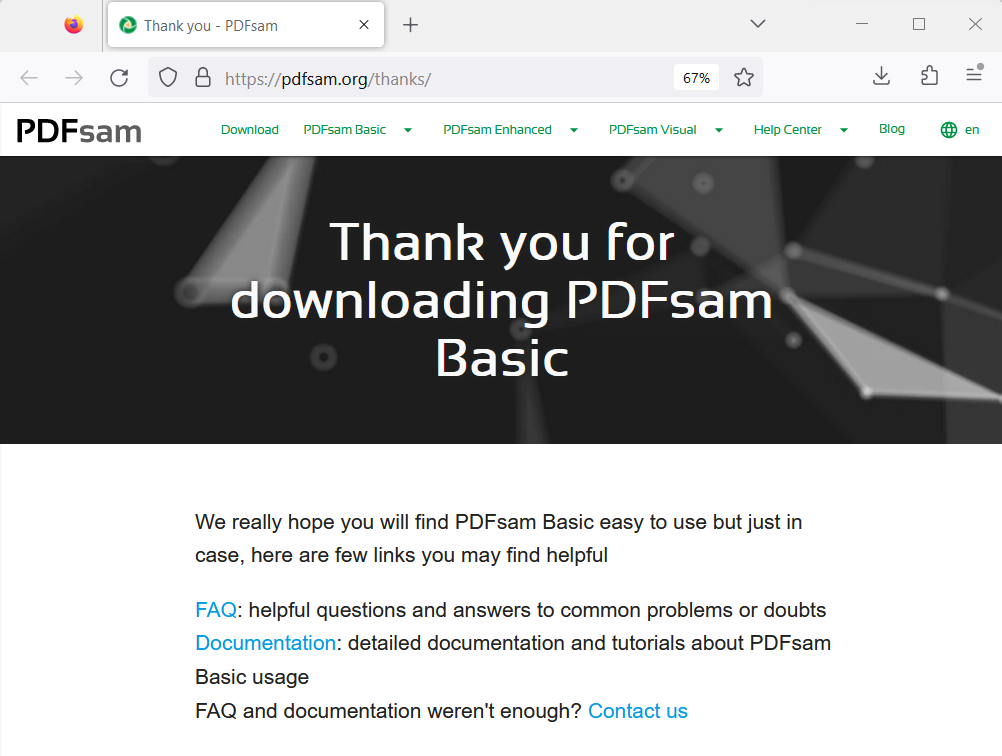 Thank you - PDFsam
https://pdfsam.org/thanks/
67%
PDFsam
Download PDFsam Basic PDFsam Enhanced PDFsam Visual Help Center Blog en
Thank you for
downloading PDFsam
Basic
We really hope you will find PDFsam Basic easy to use but just in
case, here are few links you may find helpful
FAQ: helpful questions and answers to common problems or doubts
Documentation: detailed documentation and tutorials about PDFsam
Basic usage
FAQ and documentation weren't enough? Contact us